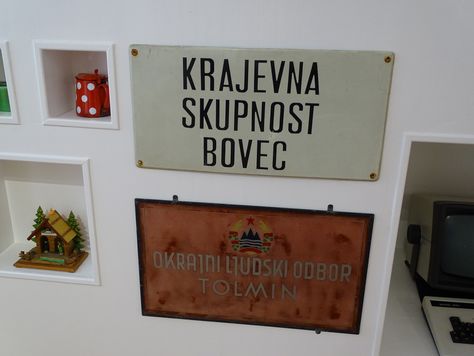 KRAJEVNA
SKUPNOST
BOVEC
OKRAJNI LJUDSKI ODBOR
TOLMIN